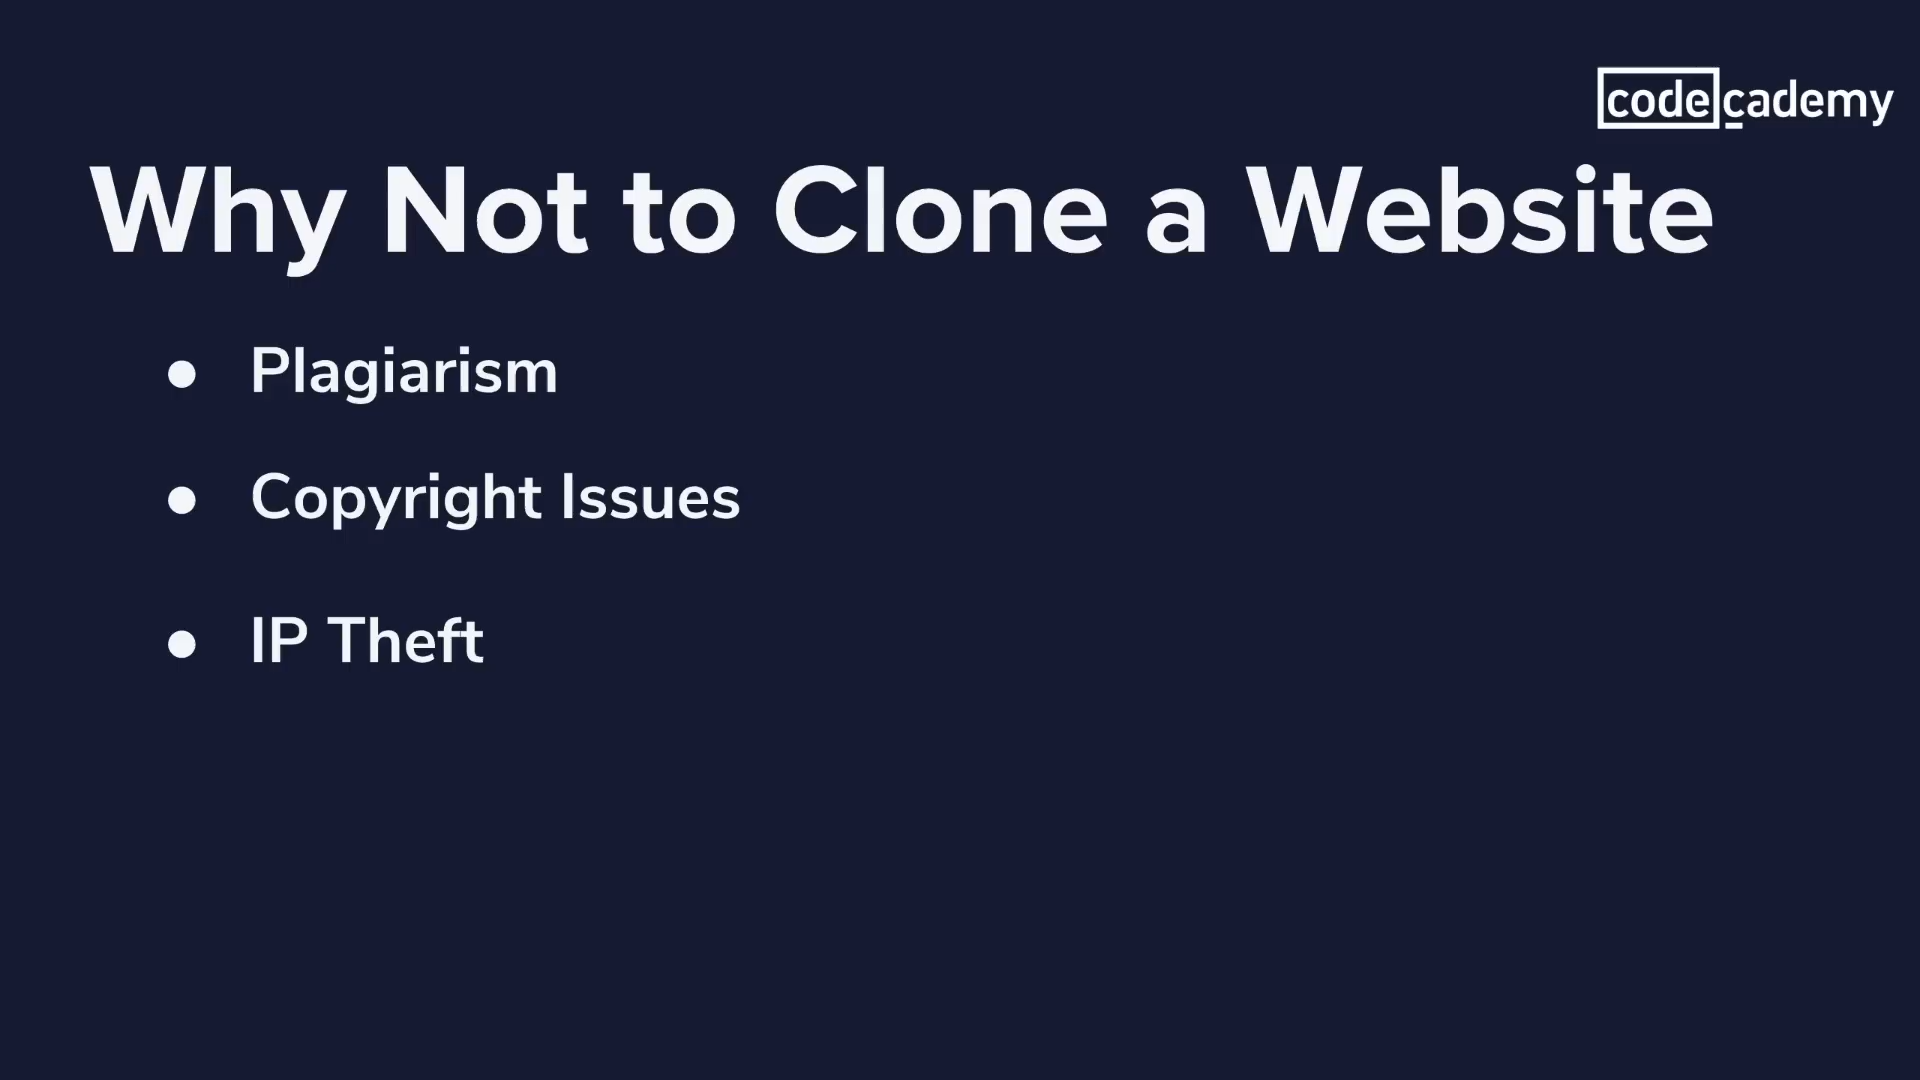 codecademy
Why Not to Clone a Website
● Plagiarism
● Copyright Issues
● IP Theft